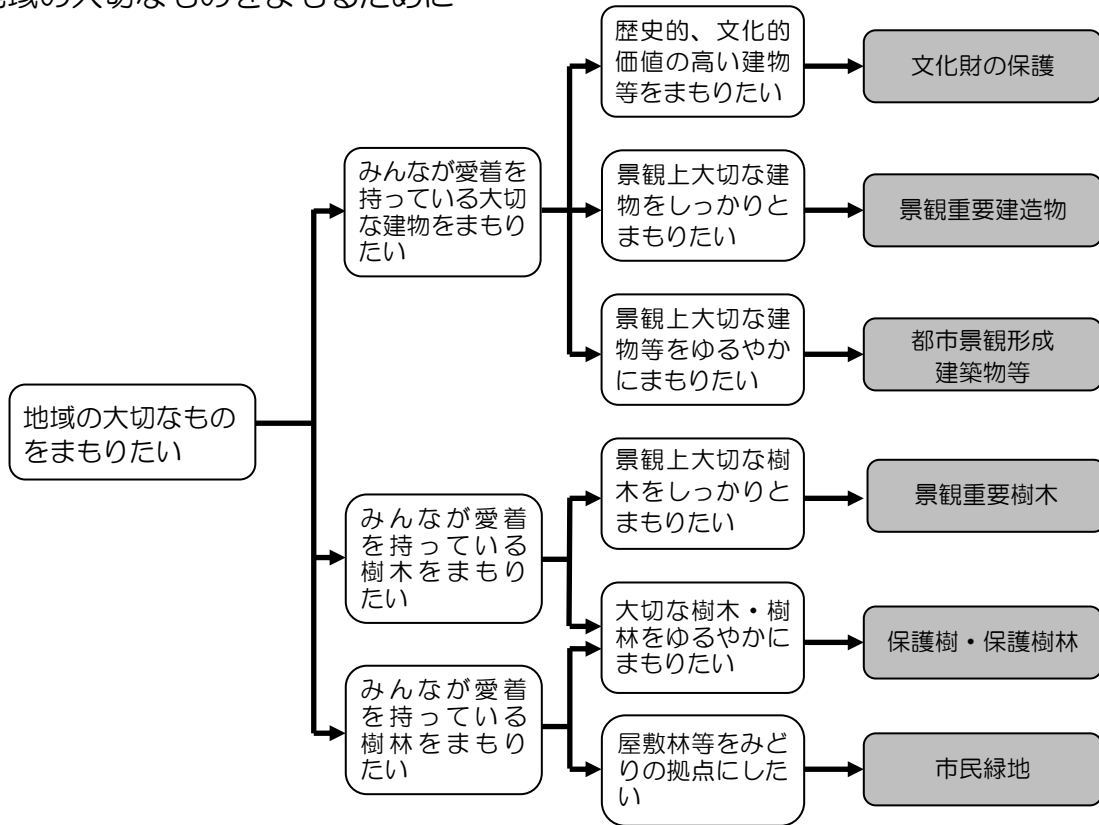 地域の大切なものをまもるために
歴史的、文化的
価値の高い建物
等をまもりたい
文化財の保護
みんなが愛着を
持っている大切
な建物をまもり
たい
景観上大切な建
物をしっかりと
まもりたい
景観重要建造物
景観上大切な建
物等をゆるやか
にまもりたい
都市景観形成
建築物等
地域の大切なもの
をまもりたい
景観上大切な樹
木をしっかりと
まもりたい
景観重要樹木
みんなが愛着
を持っている
樹木をまもり
たい
大切な樹木・樹
林をゆるやかに
まもりたい
保護樹・保護樹林
みんなが愛着
を持っている
樹林をまもり
たい
屋敷林等をみど
りの拠点にした
い
市民緑地